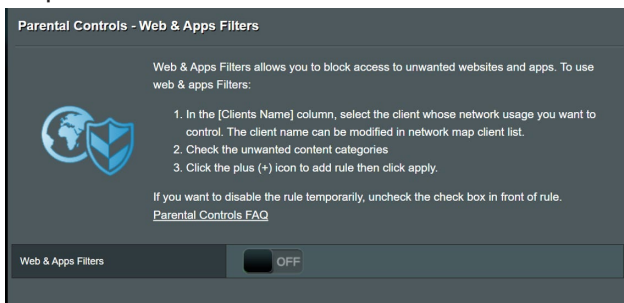 Parental Controls - Web & Apps Filters
Web & Apps Filters allows you to block access to unwanted websites and apps. To use
web & apps Filters:
1. In the [Clients Name] column, select the client whose network usage you want to
control. The client name can be modified in network map client list.
2. Check the unwanted content categories
3. Click the plus (+) icon to add rule then click apply.
If you want to disable the rule temporarily, uncheck the check box in front of rule.
Parental Controls FAQ
Web & Apps Filters OFF